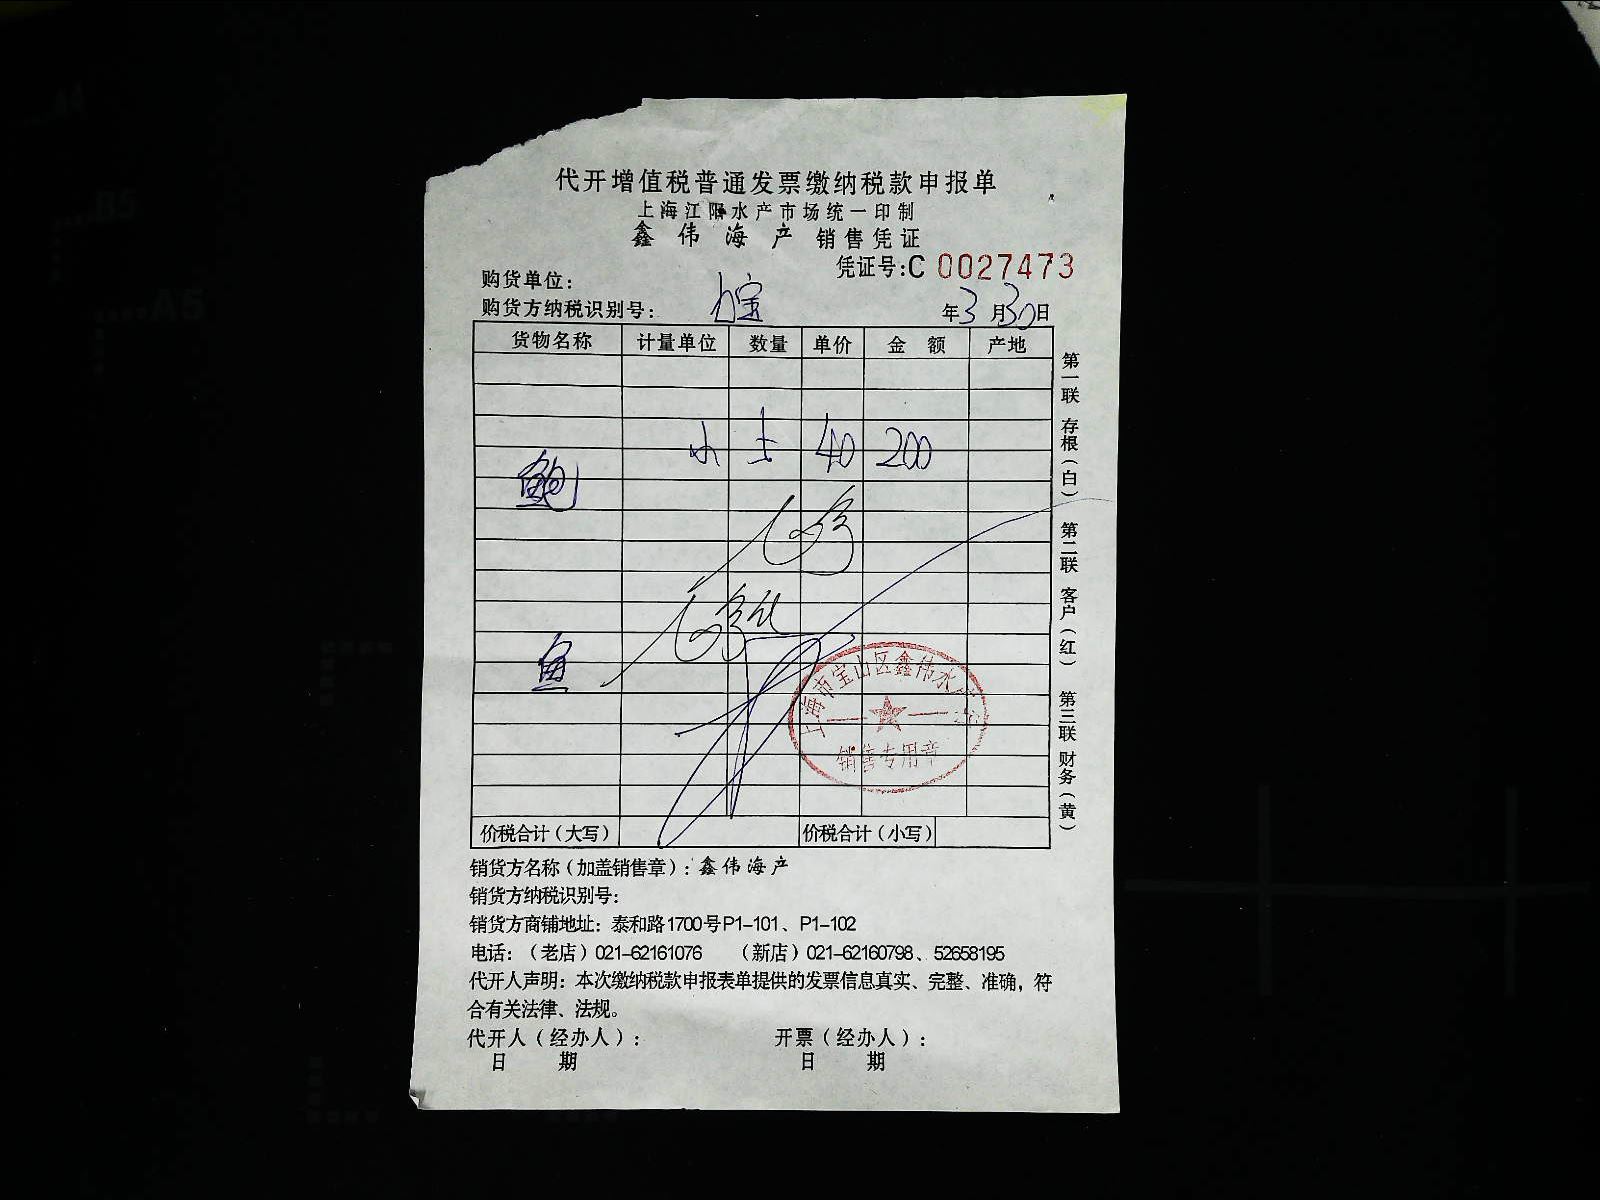 代开增值税普通发票缴纳税款申报单
上海江阳水产市场统一印制
鑫伟海产 销售凭证
凭证号:C 0027473
购货单位:
购货方纳税识别号:
年3月30日
货物名称 计量单位 数量 单价 金额 产地
40 200
鲍
鱼
第一联 存根(白) 第二联 客户(红) 第三联 财务(黄)
上海市宝山区鑫伟水产
销售专用章
价税合计(大写) 价税合计(小写)
销货方名称(加盖销售章):鑫伟海产
销货方纳税识别号:
销货方商铺地址:泰和路1700号P1-101、P1-102
电话:(老店)021-62161076 (新店)021-62160798、52658195
代开人声明:本次缴纳税款申报表单提供的发票信息真实、完整、准确,符
合有关法律、法规。
代开人(经办人): 开票(经办人):
日期 日期